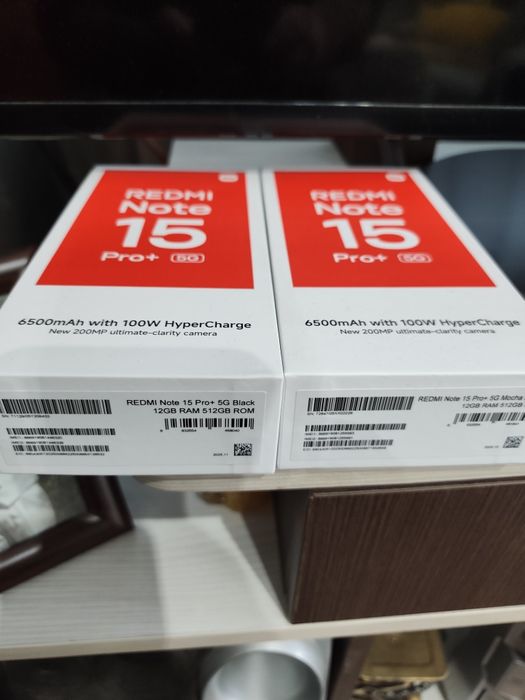 REDMI
Note
15
Pro+ 5G
6500mAh with 100W HyperCharge
New 200MP ultimate-clarity camera
REDMI Note 15 Pro+ 5G Black
12GB RAM 512GB ROM
2025.11
REDMI
Note
15
Pro+ 5G
6500mAh with 100W HyperCharge
New 200MP ultimate-clarity camera
REDMI Note 15 Pro+ 5G Mocha
12GB RAM 512GB